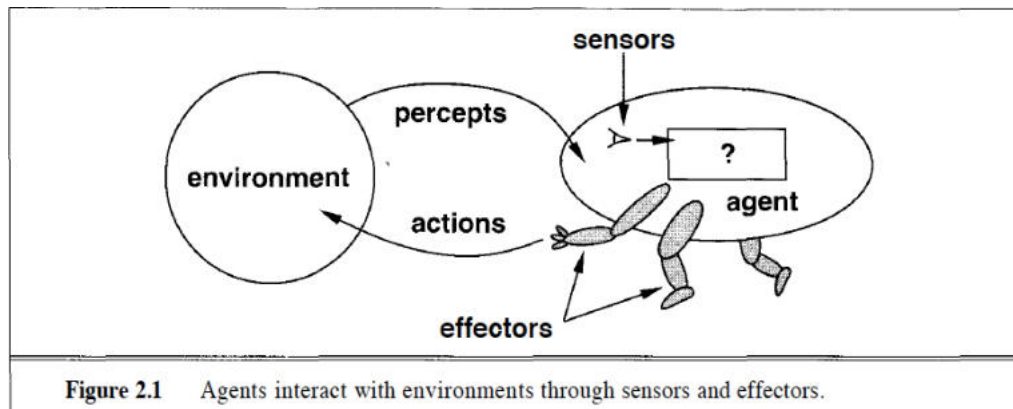 sensors
percepts
?
environment
agent
actions
effectors
Figure 2.1 Agents interact with environments through sensors and effectors.